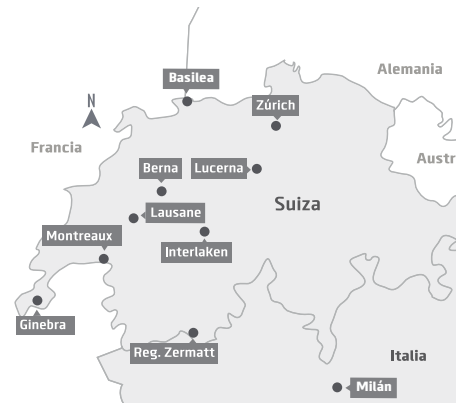 Basilea
Alemania
N
Zúrich
Francia
Austr
Berna
Lucerna
Suiza
Lausane
Montreaux
Interlaken
Ginebra
Reg. Zermatt
Italia
Milán